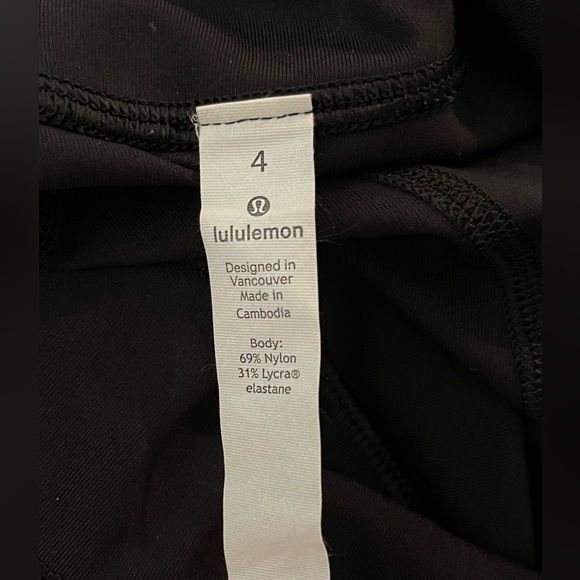 4
lululemon
Designed in
Vancouver
Made in
Cambodia
Body:
69% Nylon
31% Lycra®
elastane